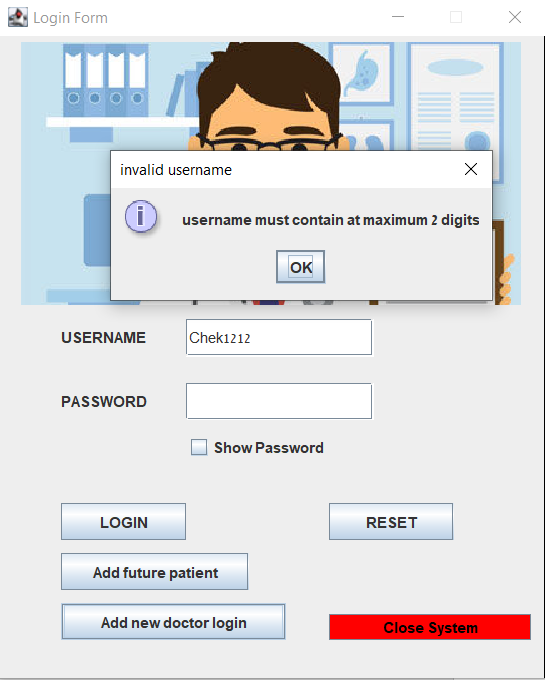 Login Form
invalid username
i
username must contain at maximum 2 digits
OK
USERNAME
Chek1212
PASSWORD
Show Password
LOGIN
RESET
Add future patient
Add new doctor login
Close System